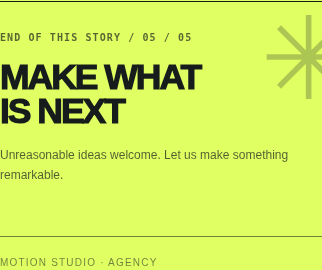 END OF THIS STORY / 05 / 05
MAKE WHAT
IS NEXT
Unreasonable ideas welcome. Let us make something
remarkable.
MOTION STUDIO · AGENCY